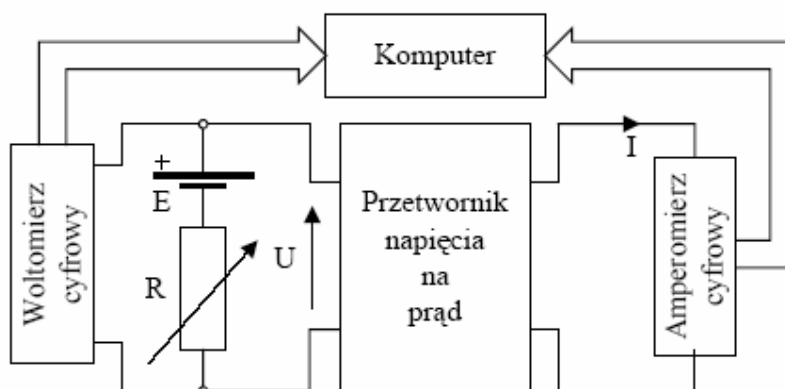 Komputer
I
+
E
R
U
Woltomierz
cyfrowy
Przetwornik
napięcia
na
prąd
Amperomierz
cyfrowy